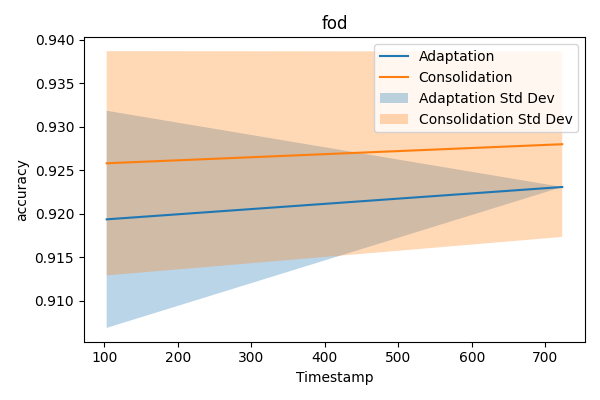 fod
0.940
0.935
0.930
0.925
0.920
0.915
0.910
accuracy
Adaptation
Consolidation
Adaptation Std Dev
Consolidation Std Dev
100 200 300 400 500 600 700
Timestamp